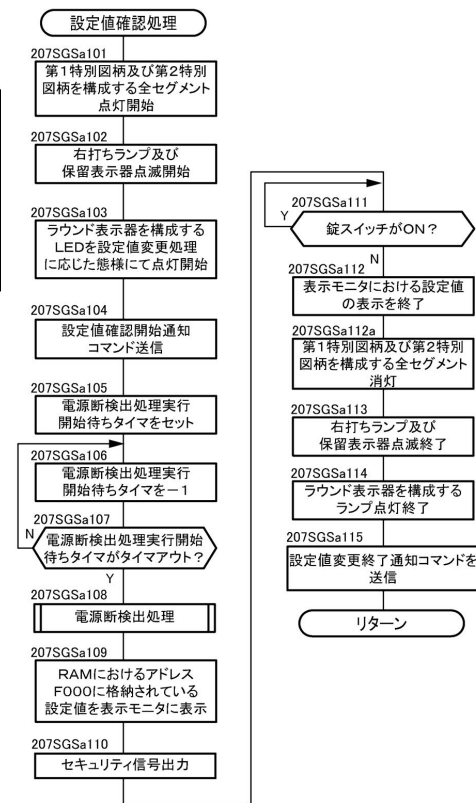 設定値確認処理
207SGSa101
第1特別図柄及び第2特別
図柄を構成する全セグメント
点灯開始
207SGSa102
右打ちランプ及び
保留表示器点滅開始
207SGSa103
ラウンド表示器を構成する
LEDを設定値変更処理
に応じた態様にて点灯開始
207SGSa104
設定値確認開始通知
コマンド送信
207SGSa105
電源断検出処理実行
開始待ちタイマをセット
207SGSa106
電源断検出処理実行
開始待ちタイマを－1
207SGSa107
N
電源断検出処理実行開始
待ちタイマがタイムアウト？
Y
207SGSa108
電源断検出処理
207SGSa109
RAMにおけるアドレス
F000に格納されている
設定値を表示モニタに表示
207SGSa110
セキュリティ信号出力
207SGSa111
Y
錠スイッチがON？
N
207SGSa112
表示モニタにおける設定値
の表示を終了
207SGSa112a
第1特別図柄及び第2特別
図柄を構成する全セグメント
消灯
207SGSa113
右打ちランプ及び
保留表示器点滅終了
207SGSa114
ラウンド表示器を構成する
ランプ点灯終了
207SGSa115
設定値変更終了通知コマンドを
送信
リターン